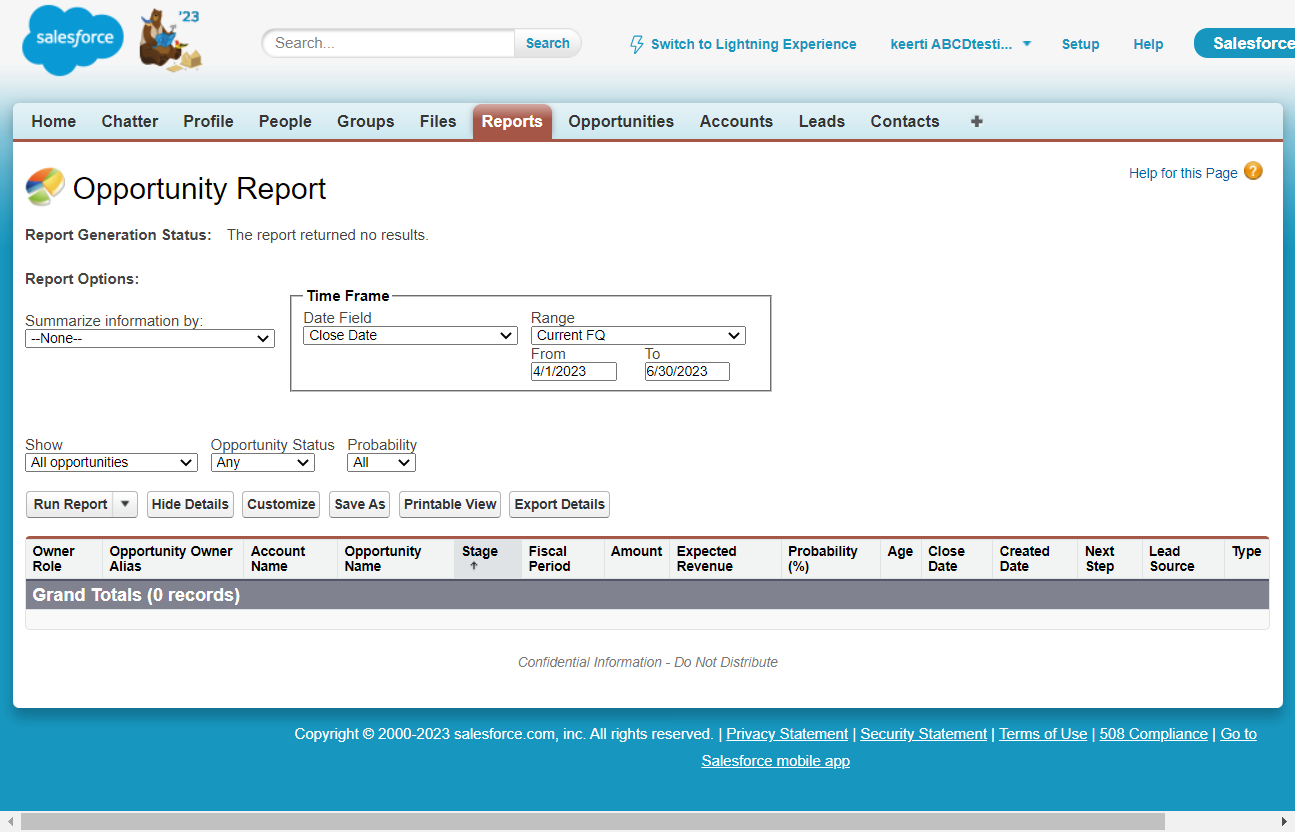 salesforce
'23
Search...
Search
Switch to Lightning Experience
keerti ABCDtesti...
Setup
Help
Salesforce
Home
Chatter
Profile
People
Groups
Files
Reports
Opportunities
Accounts
Leads
Contacts
+
Opportunity Report
Help for this Page ?
Report Generation Status: The report returned no results.
Report Options:
Summarize information by:
--None--
Time Frame
Date Field
Close Date
Range
Current FQ
From
4/1/2023
To
6/30/2023
Show
All opportunities
Opportunity Status
Any
Probability
All
Run Report
Hide Details
Customize
Save As
Printable View
Export Details
Owner Role
Opportunity Owner Alias
Account Name
Opportunity Name
Stage
Fiscal Period
Amount
Expected Revenue
Probability (%)
Age
Close Date
Created Date
Next Step
Lead Source
Type
Grand Totals (0 records)
Confidential Information - Do Not Distribute
Copyright © 2000-2023 salesforce.com, inc. All rights reserved. | Privacy Statement | Security Statement | Terms of Use | 508 Compliance | Go to
Salesforce mobile app